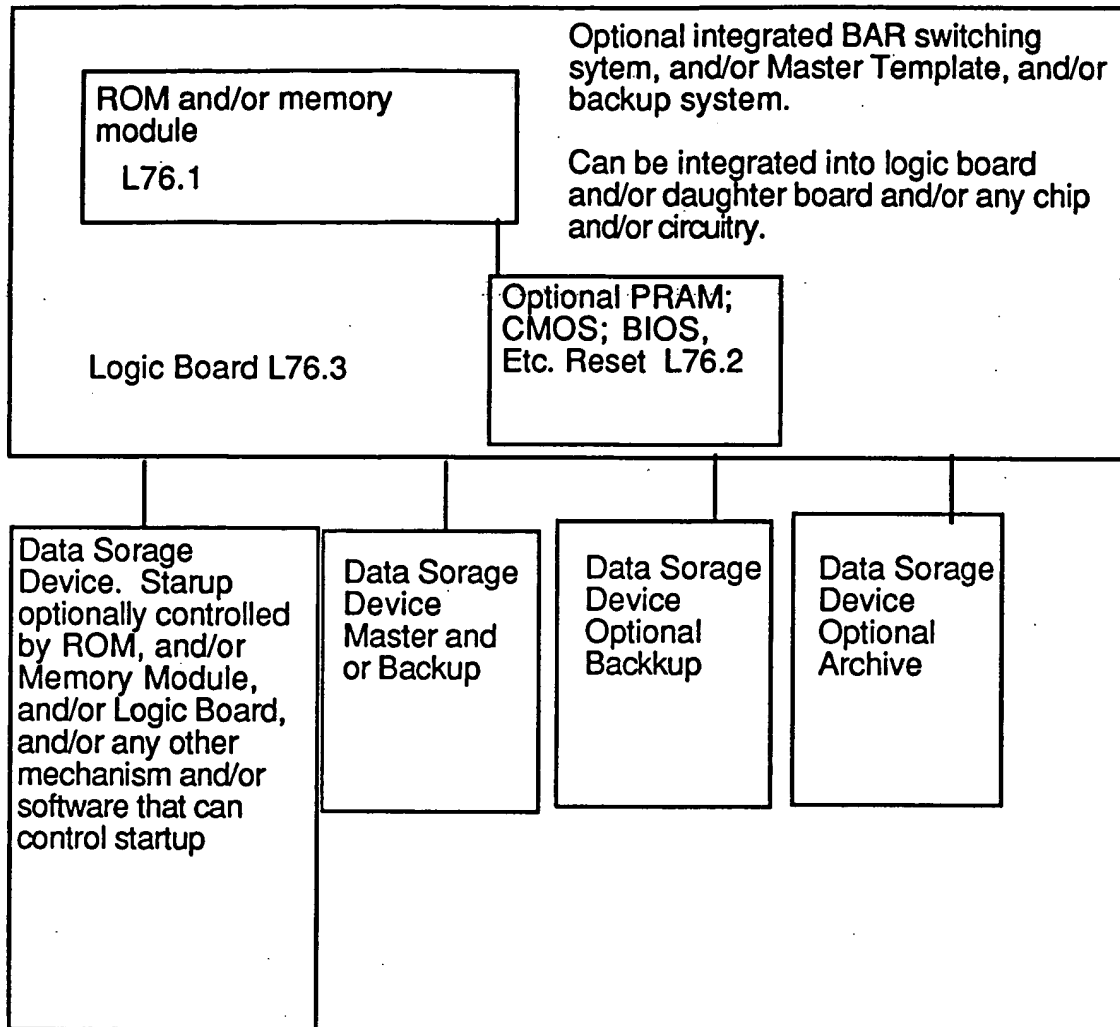 Optional integrated BAR switching
sytem, and/or Master Template, and/or
backup system.
Can be integrated into logic board
and/or daughter board and/or any chip
and/or circuitry.
ROM and/or memory
module
L76.1
Optional PRAM;
CMOS; BIOS,
Etc. Reset L76.2
Logic Board L76.3
Data Sorage
Device. Starup
optionally controlled
by ROM, and/or
Memory Module,
and/or Logic Board,
and/or any other
mechanism and/or
software that can
control startup
Data Sorage
Device
Master and
or Backup
Data Sorage
Device
Optional
Backkup
Data Sorage
Device
Optional
Archive